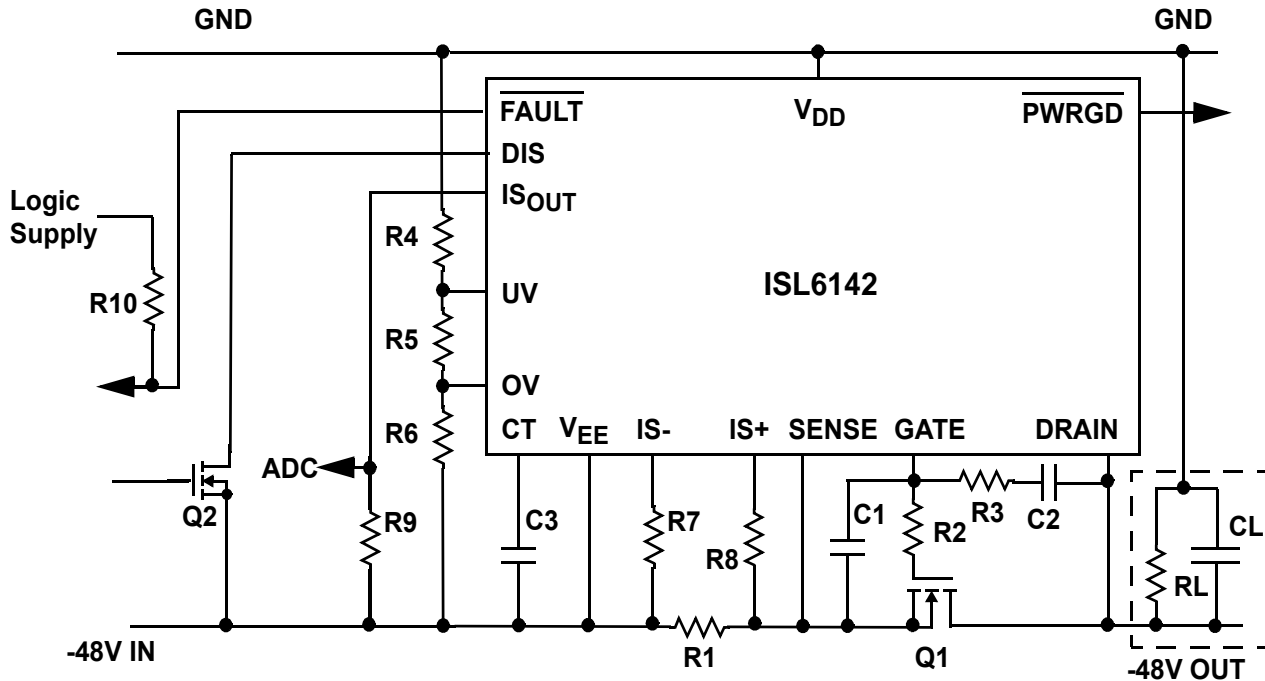 GND
GND
FAULT
VDD
PWRGD
DIS
Logic
Supply
ISOUT
R4
R10
UV
ISL6142
R5
OV
R6
CT
VEE
IS-
IS+
SENSE
GATE
DRAIN
ADC
Q2
R9
C3
R7
R8
C1
R2
R3
C2
CL
RL
-48V IN
R1
Q1
-48V OUT